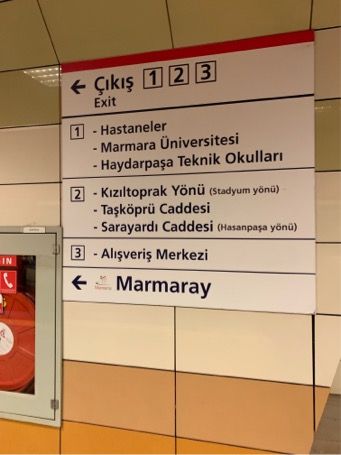 ← Çıkış 1 2 3
Exit
1 - Hastaneler
- Marmara Üniversitesi
- Haydarpaşa Teknik Okulları
2 - Kızıltoprak Yönü (Stadyum yönü)
- Taşköprü Caddesi
- Sarayardı Caddesi (Hasanpaşa yönü)
3 - Alışveriş Merkezi
← Marmaray